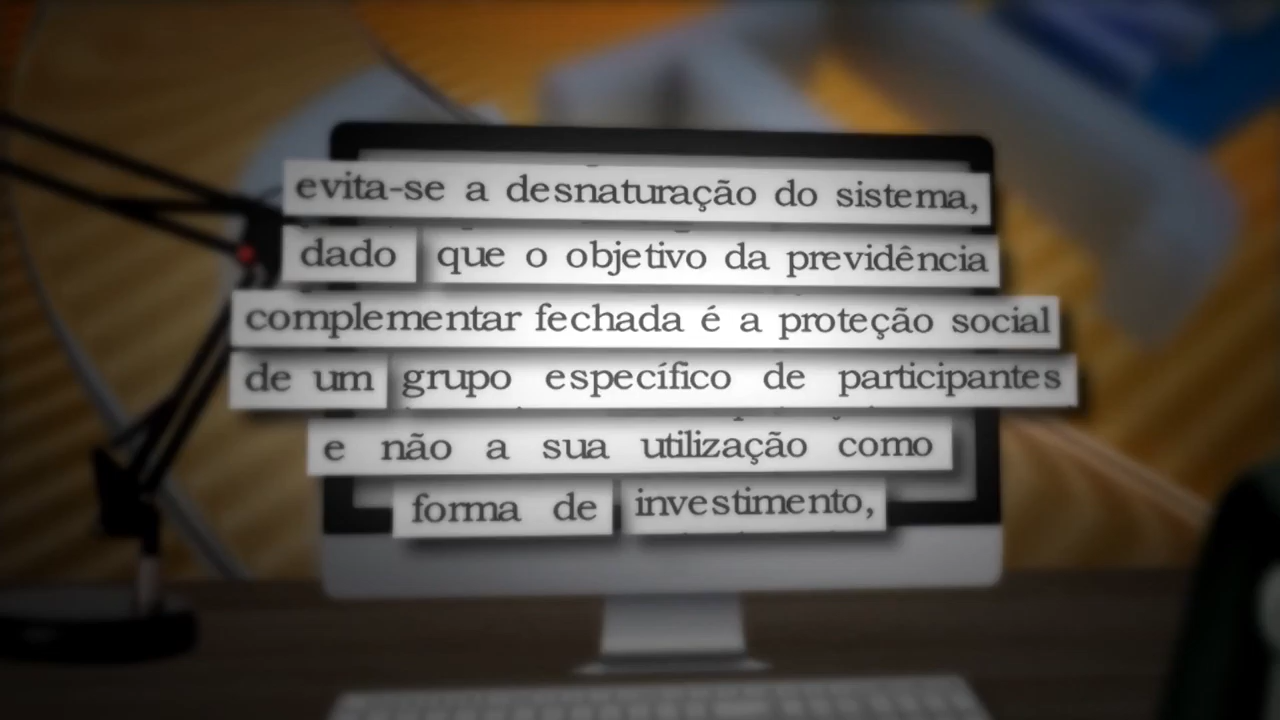 evita-se a desnaturação do sistema,
dado que o objetivo da previdência
complementar fechada é a proteção social
de um grupo específico de participantes
e não a sua utilização como
forma de investimento,